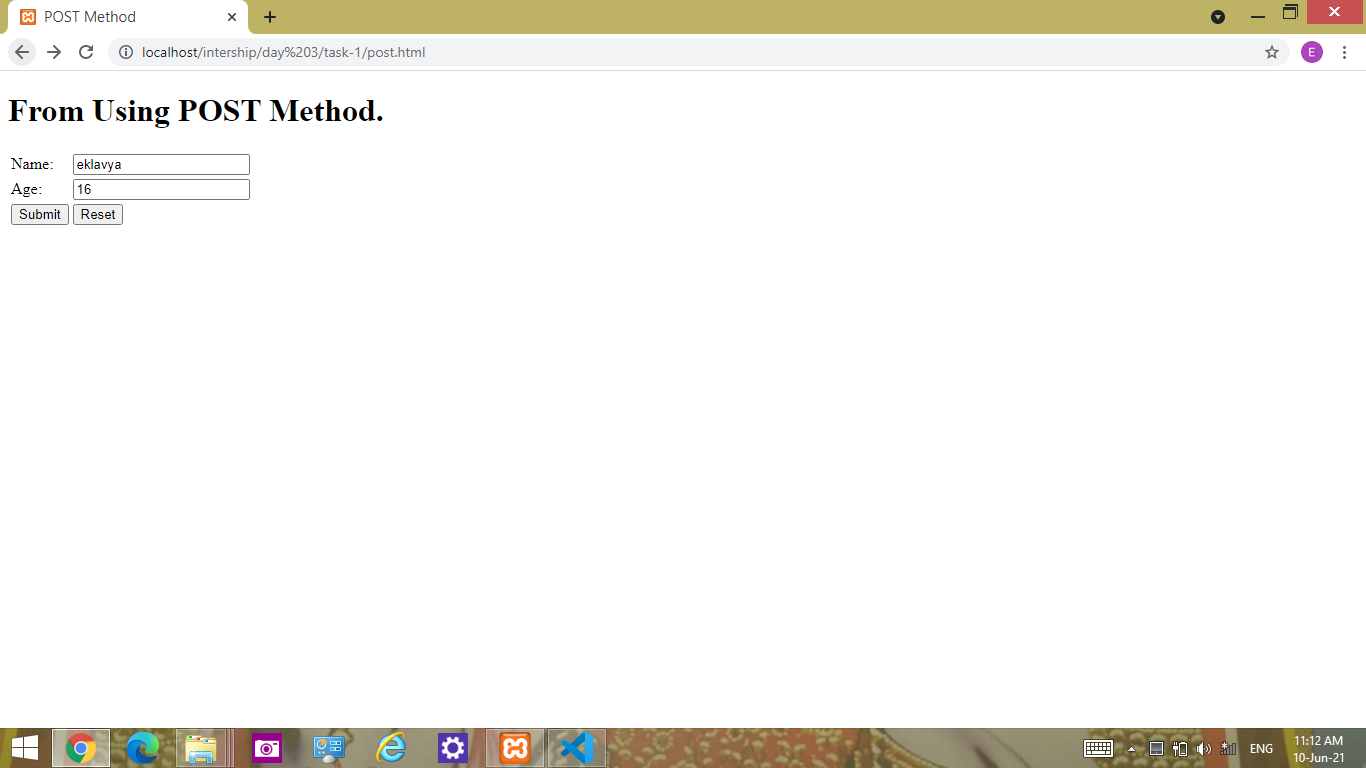 POST Method
localhost/intership/day%203/task-1/post.html
E
From Using POST Method.
Name: eklavya
Age: 16
Submit Reset
ENG
11:12 AM
10-Jun-21